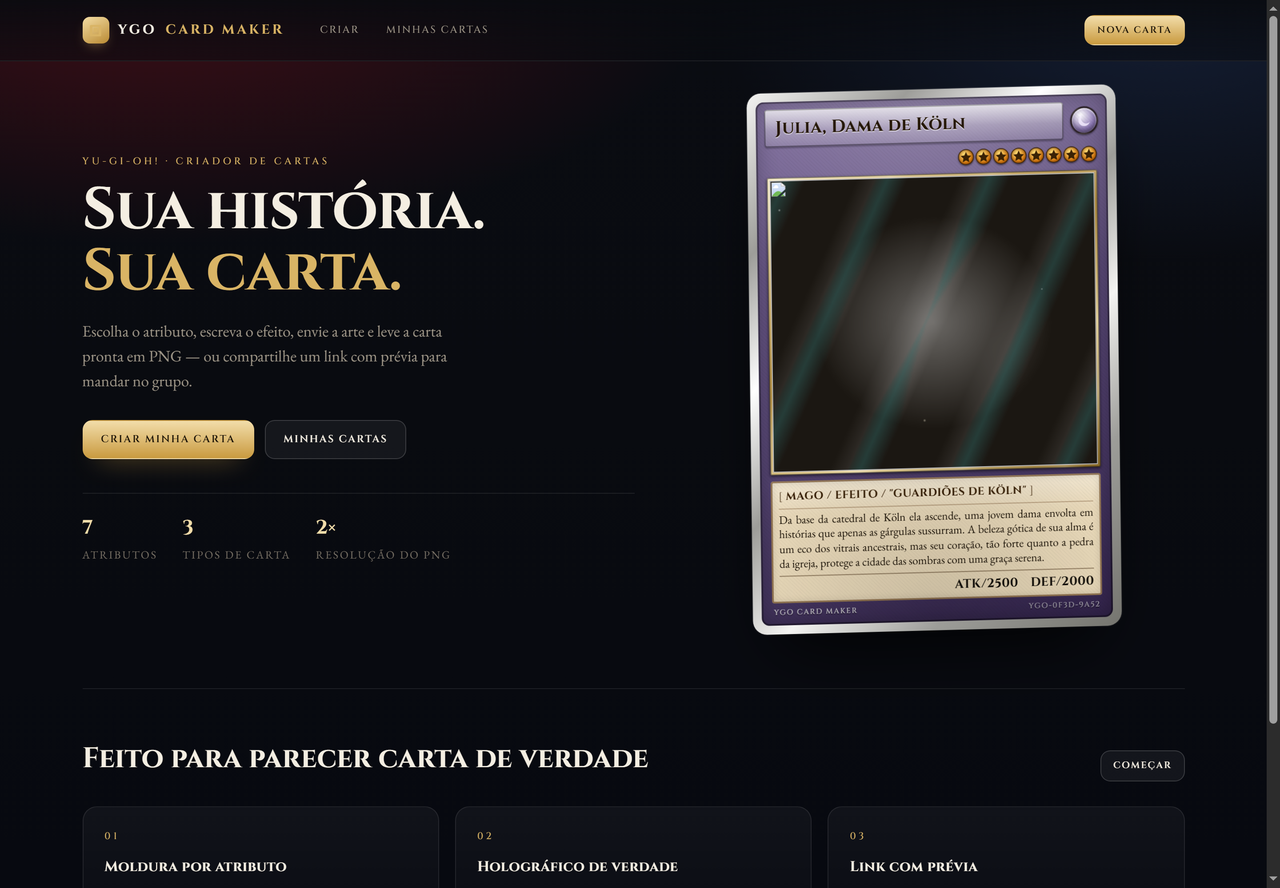 YGO CARD MAKER
CRIAR
MINHAS CARTAS
NOVA CARTA
YU-GI-OH! · CRIADOR DE CARTAS
SUA HISTÓRIA.
SUA CARTA.
Escolha o atributo, escreva o efeito, envie a arte e leve a carta
pronta em PNG — ou compartilhe um link com prévia para
mandar no grupo.
CRIAR MINHA CARTA
MINHAS CARTAS
7
ATRIBUTOS
3
TIPOS DE CARTA
2×
RESOLUÇÃO DO PNG
JULIA, DAMA DE KÖLN
[ MAGO / EFEITO / "GUARDIÕES DE KÖLN" ]
Da base da catedral de Köln ela ascende, uma jovem dama envolta em
histórias que apenas as gárgulas sussurram. A beleza gótica de sua alma é
um eco dos vitrais ancestrais, mas seu coração, tão forte quanto a pedra
da igreja, protege a cidade das sombras com uma graça serena.
ATK/2500 DEF/2000
YGO CARD MAKER
YGO-0F3D-9A52
FEITO PARA PARECER CARTA DE VERDADE
COMEÇAR
01
MOLDURA POR ATRIBUTO
02
HOLOGRÁFICO DE VERDADE
03
LINK COM PRÉVIA